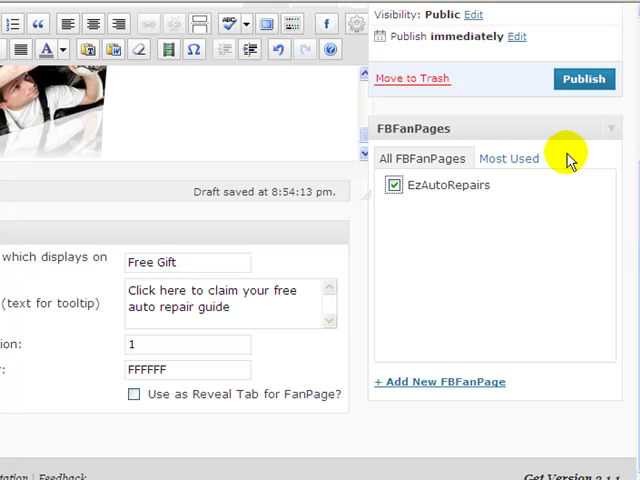 Visibility: Public Edit
Publish immediately Edit
Move to Trash
Publish
FBFanPages
All FBFanPages
Most Used
EzAutoRepairs
+ Add New FBFanPage
ABC
A
T
W
Ω
f
?
Draft saved at 8:54:13 pm.
which displays on
Free Gift
(text for tooltip)
Click here to claim your free
auto repair guide
ion:
1
r:
FFFFFF
Use as Reveal Tab for FanPage?
tation | Feedback
Get Version 3.1.1